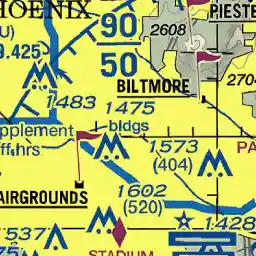 HOENIX
PIESTE
U)
9.425
90
50
2608
BILTMORE
2704
1483
1475
bldgs
pplement
ff hrs
1573
(404)
PA
AIRGROUNDS
1602
(520)
1428
537
STADIUM